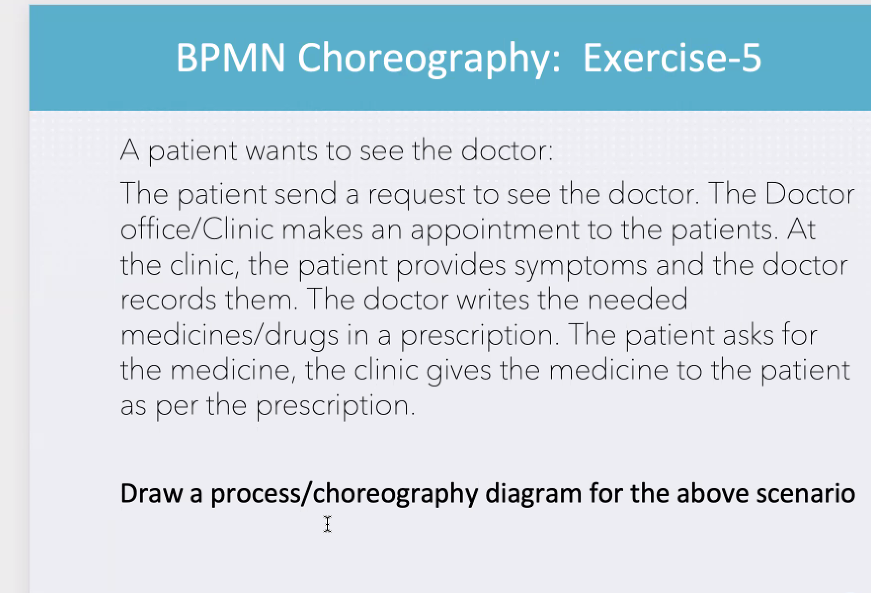 BPMN Choreography: Exercise-5
A patient wants to see the doctor:
The patient send a request to see the doctor. The Doctor
office/Clinic makes an appointment to the patients. At
the clinic, the patient provides symptoms and the doctor
records them. The doctor writes the needed
medicines/drugs in a prescription. The patient asks for
the medicine, the clinic gives the medicine to the patient
as per the prescription.
Draw a process/choreography diagram for the above scenario